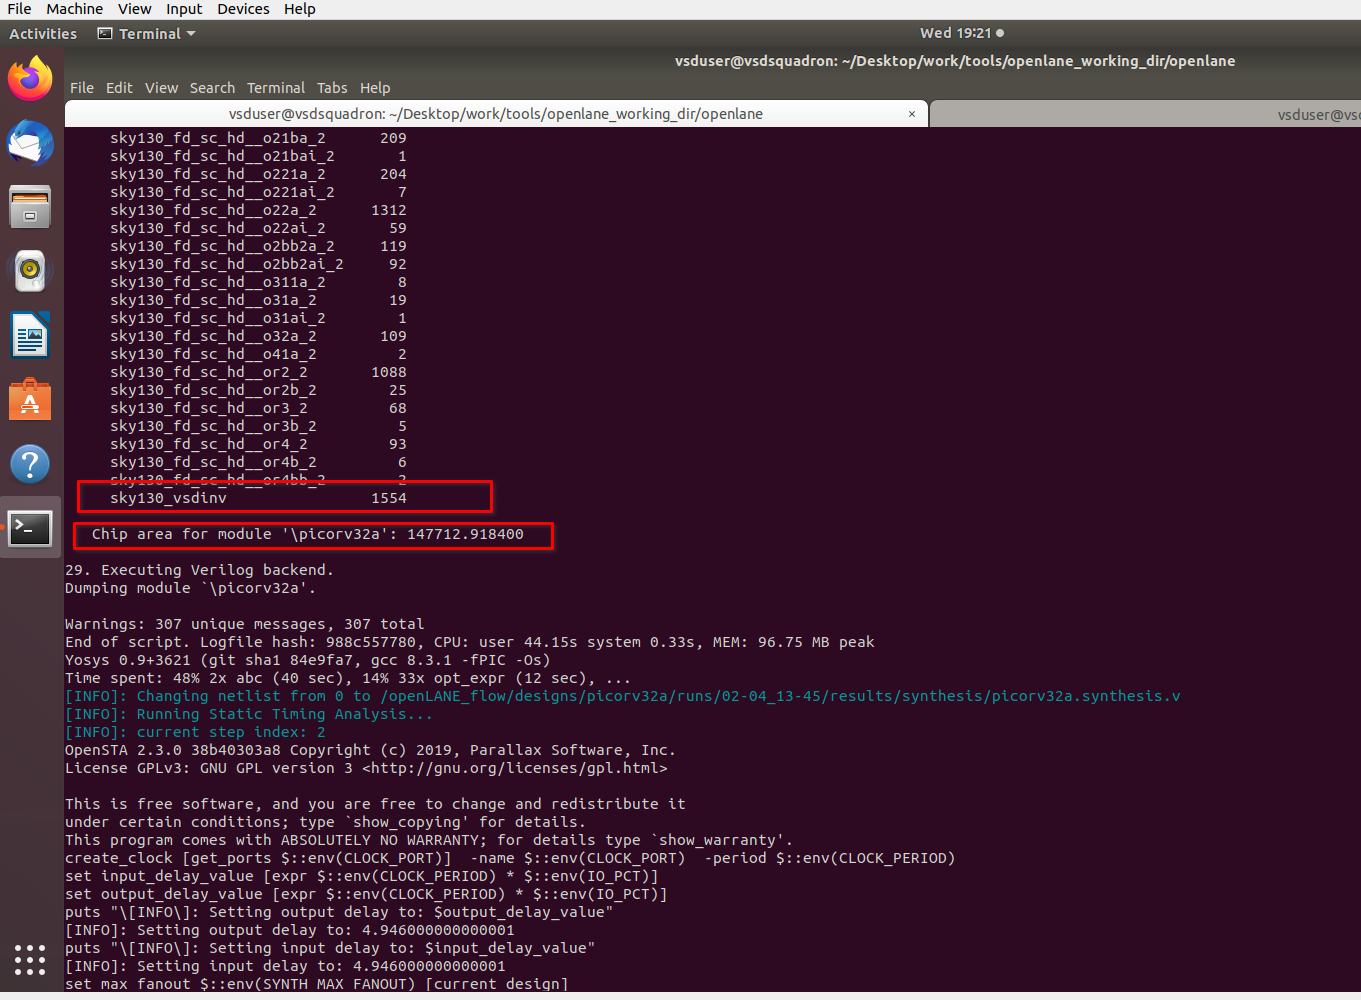 File Machine View Input Devices Help
Activities Terminal Wed 19:21
vsduser@vsdsquadron: ~/Desktop/work/tools/openlane_working_dir/openlane
File Edit View Search Terminal Tabs Help
vsduser@vsdsquadron: ~/Desktop/work/tools/openlane_working_dir/openlane × vsduser@vsd
sky130_fd_sc_hd__o21ba_2 209
sky130_fd_sc_hd__o21bai_2 1
sky130_fd_sc_hd__o221a_2 204
sky130_fd_sc_hd__o221ai_2 7
sky130_fd_sc_hd__o22a_2 1312
sky130_fd_sc_hd__o22ai_2 59
sky130_fd_sc_hd__o2bb2a_2 119
sky130_fd_sc_hd__o2bb2ai_2 92
sky130_fd_sc_hd__o311a_2 8
sky130_fd_sc_hd__o31a_2 19
sky130_fd_sc_hd__o31ai_2 1
sky130_fd_sc_hd__o32a_2 109
sky130_fd_sc_hd__o41a_2 2
sky130_fd_sc_hd__or2_2 1088
sky130_fd_sc_hd__or2b_2 25
sky130_fd_sc_hd__or3_2 68
sky130_fd_sc_hd__or3b_2 5
sky130_fd_sc_hd__or4_2 93
sky130_fd_sc_hd__or4b_2 6
sky130_fd_sc_hd__or4bb_2 2
sky130_vsdinv 1554
Chip area for module '\picorv32a': 147712.918400
29. Executing Verilog backend.
Dumping module `\picorv32a'.
Warnings: 307 unique messages, 307 total
End of script. Logfile hash: 988c557780, CPU: user 44.15s system 0.33s, MEM: 96.75 MB peak
Yosys 0.9+3621 (git sha1 84e9fa7, gcc 8.3.1 -fPIC -Os)
Time spent: 48% 2x abc (40 sec), 14% 33x opt_expr (12 sec), ...
[INFO]: Changing netlist from 0 to /openLANE_flow/designs/picorv32a/runs/02-04_13-45/results/synthesis/picorv32a.synthesis.v
[INFO]: Running Static Timing Analysis...
[INFO]: current step index: 2
OpenSTA 2.3.0 38b40303a8 Copyright (c) 2019, Parallax Software, Inc.
License GPLv3: GNU GPL version 3 <http://gnu.org/licenses/gpl.html>
This is free software, and you are free to change and redistribute it
under certain conditions; type `show_copying' for details.
This program comes with ABSOLUTELY NO WARRANTY; for details type `show_warranty'.
create_clock [get_ports $::env(CLOCK_PORT)]  -name $::env(CLOCK_PORT)  -period $::env(CLOCK_PERIOD)
set input_delay_value [expr $::env(CLOCK_PERIOD) * $::env(IO_PCT)]
set output_delay_value [expr $::env(CLOCK_PERIOD) * $::env(IO_PCT)]
puts "\[INFO\]: Setting output delay to: $output_delay_value"
[INFO]: Setting output delay to: 4.946000000000001
puts "\[INFO\]: Setting input delay to: $input_delay_value"
[INFO]: Setting input delay to: 4.946000000000001
set_max_fanout $::env(SYNTH_MAX_FANOUT) [current_design]